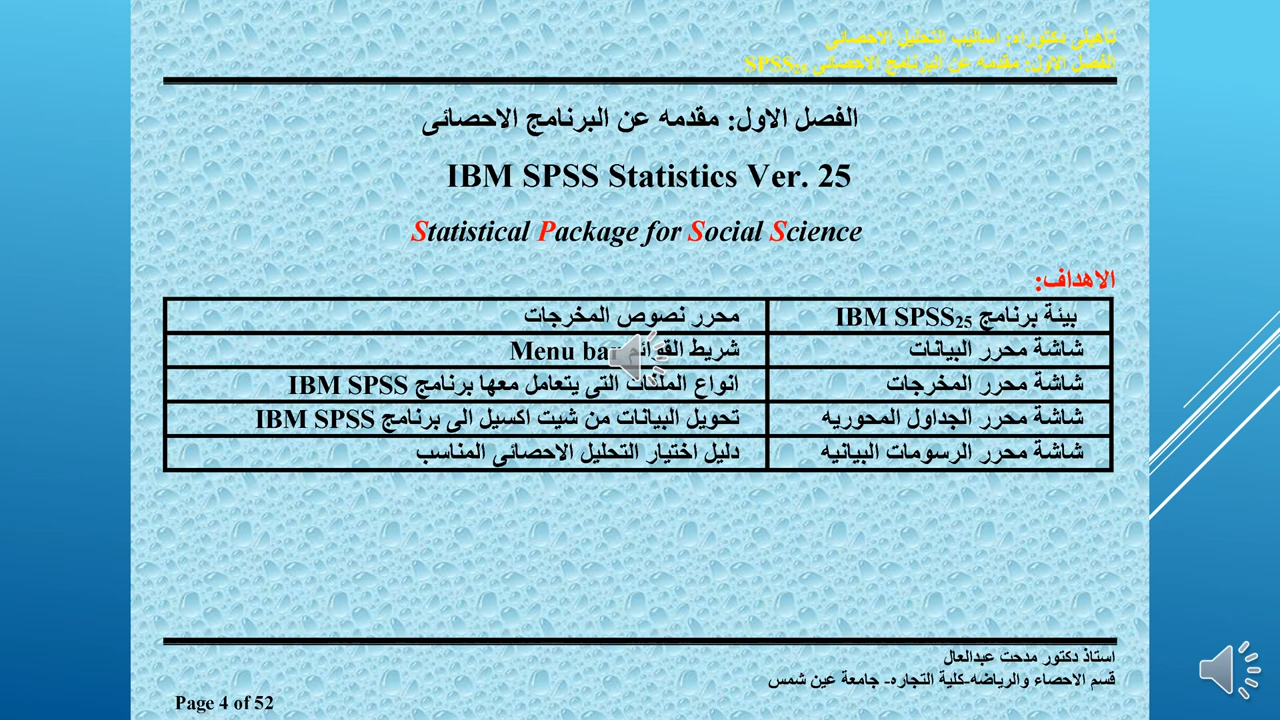 تأهيلى دكتوراه: اساليب التحليل الاحصائى
الفصل الاول: مقدمه عن البرنامج الاحصائى SPSS25
الفصل الاول: مقدمه عن البرنامج الاحصائى
IBM SPSS Statistics Ver. 25
Statistical Package for Social Science
الاهداف:
بيئة برنامج IBM SPSS25 محرر نصوص المخرجات
شاشة محرر البيانات شريط القوائم Menu bar
شاشة محرر المخرجات انواع الملفات التى يتعامل معها برنامج IBM SPSS
شاشة محرر الجداول المحوريه تحويل البيانات من شيت اكسيل الى برنامج IBM SPSS
شاشة محرر الرسومات البيانيه دليل اختيار التحليل الاحصائى المناسب
استاذ دكتور مدحت عبدالعال
قسم الاحصاء والرياضه-كلية التجاره- جامعة عين شمس
Page 4 of 52